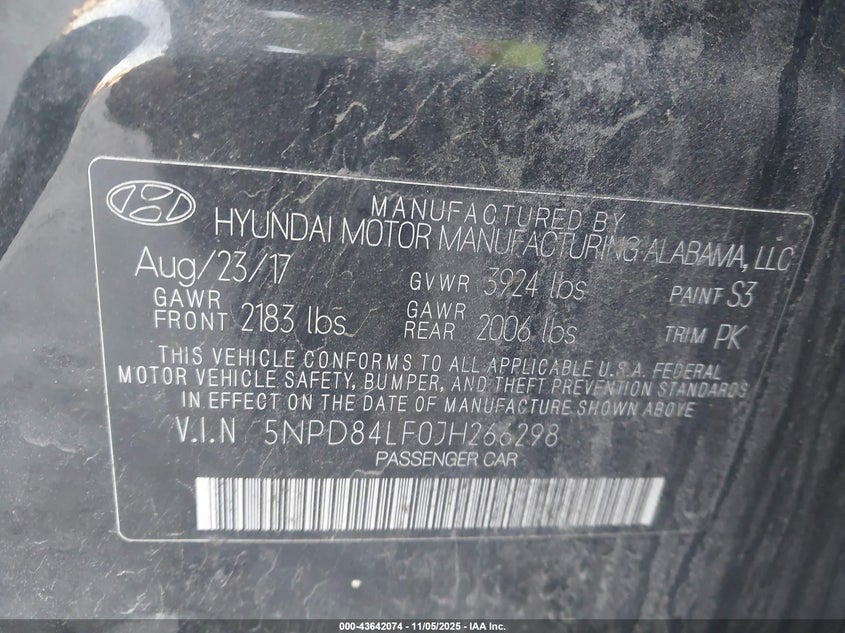 MANUFACTURED BY
HYUNDAI MOTOR MANUFACTURING ALABAMA, LLC
Aug/23/17 GVWR 3924 lbs PAINT S3
GAWR FRONT 2183 lbs GAWR REAR 2006 lbs TRIM PK
THIS VEHICLE CONFORMS TO ALL APPLICABLE U.S.A. FEDERAL
MOTOR VEHICLE SAFETY, BUMPER, AND THEFT PREVENTION STANDARDS
IN EFFECT ON THE DATE OF MANUFACTURE SHOWN ABOVE
V.I.N 5NPD84LF0JH266298
PASSENGER CAR
000-43642074 - 11/05/2025 - IAA Inc.